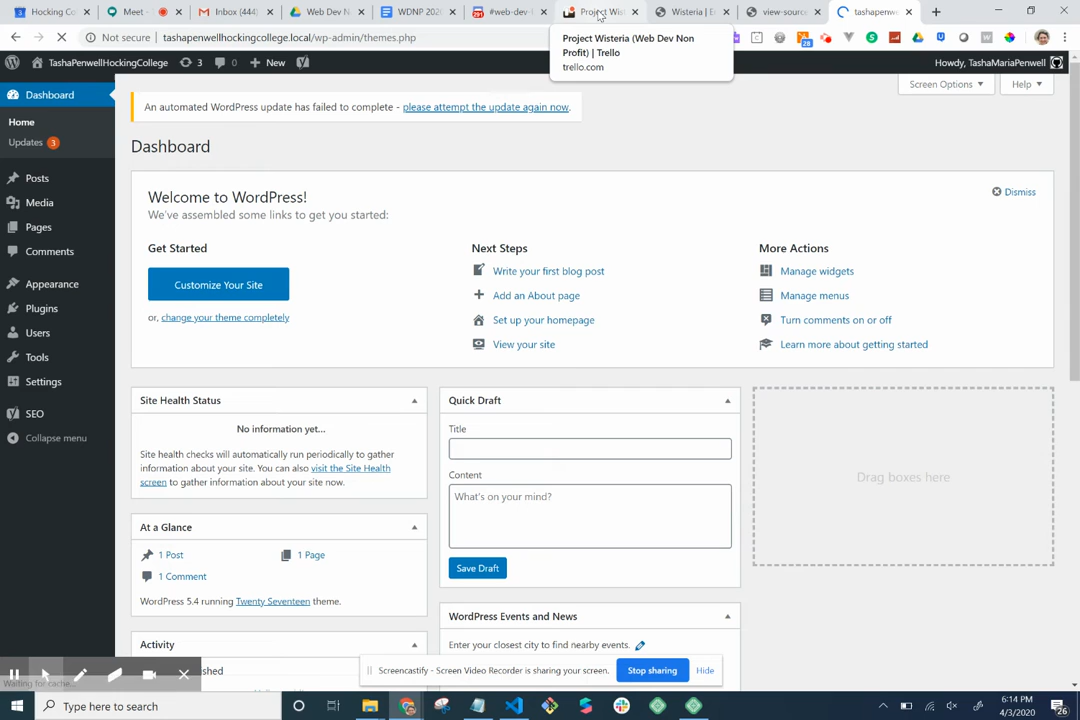 Hocking Co
Meet -
Inbox (444)
Web Dev N
WDNP 202
#web-dev-
Project Wist
Wisteria | E
view-source
tashapenwe
Not secure
tashapenwellhockingcollege.local/wp-admin/themes.php
28
Project Wisteria (Web Dev Non
Profit) | Trello
trello.com
TashaPenwellHockingCollege
3
0
New
Howdy, TashaMariaPenwell
Dashboard
Home
Updates 3
Posts
Media
Pages
Comments
Appearance
Plugins
Users
Tools
Settings
SEO
Collapse menu
Screen Options
Help
An automated WordPress update has failed to complete - please attempt the update again now.
Dashboard
Welcome to WordPress!
We've assembled some links to get you started:
Dismiss
Get Started
Customize Your Site
or, change your theme completely
Next Steps
Write your first blog post
Add an About page
Set up your homepage
View your site
More Actions
Manage widgets
Manage menus
Turn comments on or off
Learn more about getting started
Site Health Status
No information yet...
Site health checks will automatically run periodically to gather
information about your site. You can also visit the Site Health
screen to gather information about your site now.
At a Glance
1 Post
1 Page
1 Comment
WordPress 5.4 running Twenty Seventeen theme.
Activity
shed
Quick Draft
Title
Content
What's on your mind?
Save Draft
WordPress Events and News
Enter your closest city to find nearby events.
Drag boxes here
Waiting for cache...
Screencastify - Screen Video Recorder is sharing your screen.
Stop sharing
Hide
Type here to search
6:14 PM
4/3/2020
26